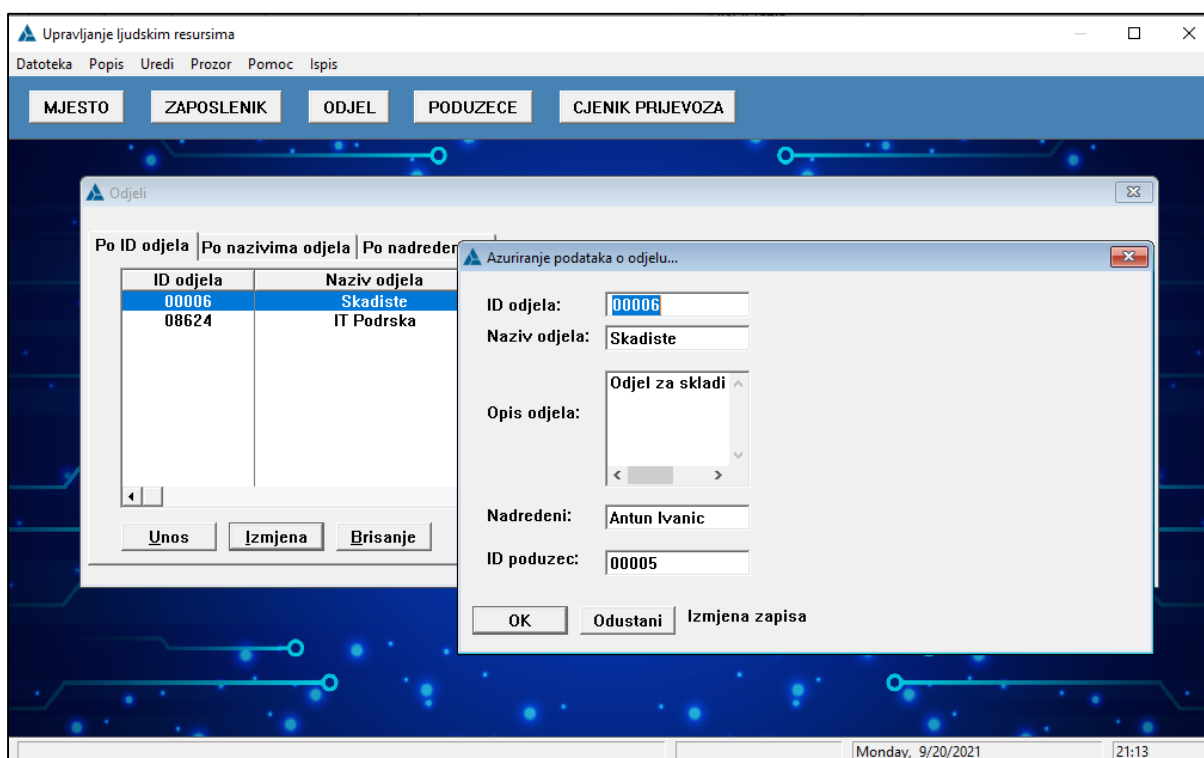 Upravljanje ljudskim resursima
Datoteka Popis Uredi Prozor Pomoc Ispis
MJESTO ZAPOSLENIK ODJEL PODUZECE CJENIK PRIJEVOZA
Odjeli
Po ID odjela Po nazivima odjela Po nadreden
ID odjela Naziv odjela
00006 Skadiste
08624 IT Podrska
Unos Izmjena Brisanje
Azuriranje podataka o odjelu...
ID odjela: 00006
Naziv odjela: Skadiste
Opis odjela: Odjel za skladi
Nadredeni: Antun Ivanic
ID poduzec: 00005
OK Odustani Izmjena zapisa
Monday, 9/20/2021 21:13